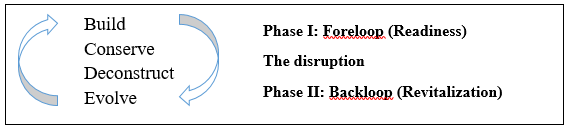 Build
Conserve
Deconstruct
Evolve
Phase I: Foreloop (Readiness)
The disruption
Phase II: Backloop (Revitalization)